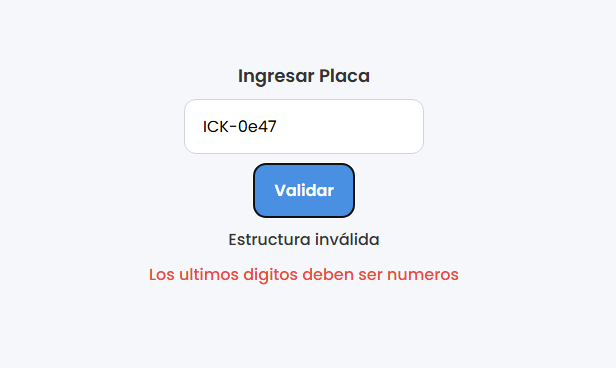 Ingresar Placa
ICK-0e47
Validar
Estructura inválida
Los ultimos digitos deben ser numeros